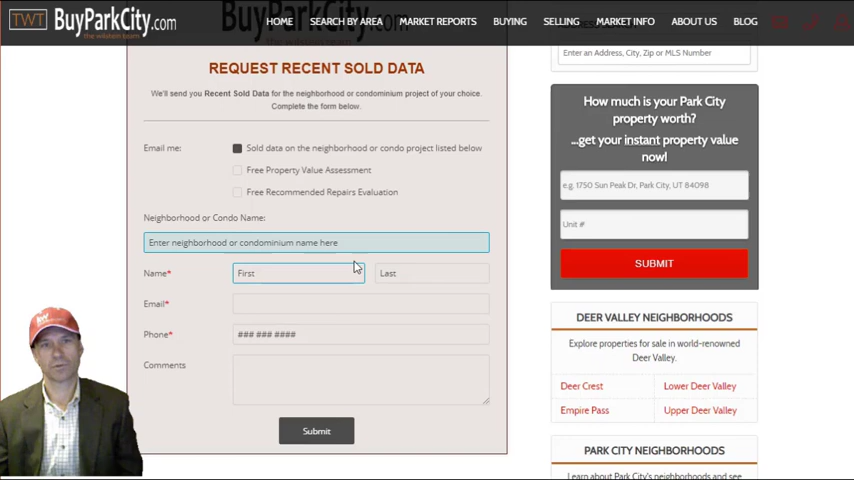 TWT BuyParkCity.com
the wilstein team
HOME SEARCH BY AREA MARKET REPORTS BUYING SELLING MARKET INFO ABOUT US BLOG
REQUEST RECENT SOLD DATA
We'll send you Recent Sold Data for the neighborhood or condominium project of your choice.
Complete the form below.
Email me:
Sold data on the neighborhood or condo project listed below
Free Property Value Assessment
Free Recommended Repairs Evaluation
Neighborhood or Condo Name:
Enter neighborhood or condominium name here
Name* First Last
Email*
Phone* ### ### ####
Comments
Submit
Enter an Address, City, Zip or MLS Number
How much is your Park City
property worth?
...get your instant property value
now!
e.g. 1750 Sun Peak Dr, Park City, UT 84098
Unit #
SUBMIT
DEER VALLEY NEIGHBORHOODS
Explore properties for sale in world-renowned
Deer Valley.
Deer Crest Lower Deer Valley
Empire Pass Upper Deer Valley
PARK CITY NEIGHBORHOODS
Learn about Park City's neighborhoods and see
kw